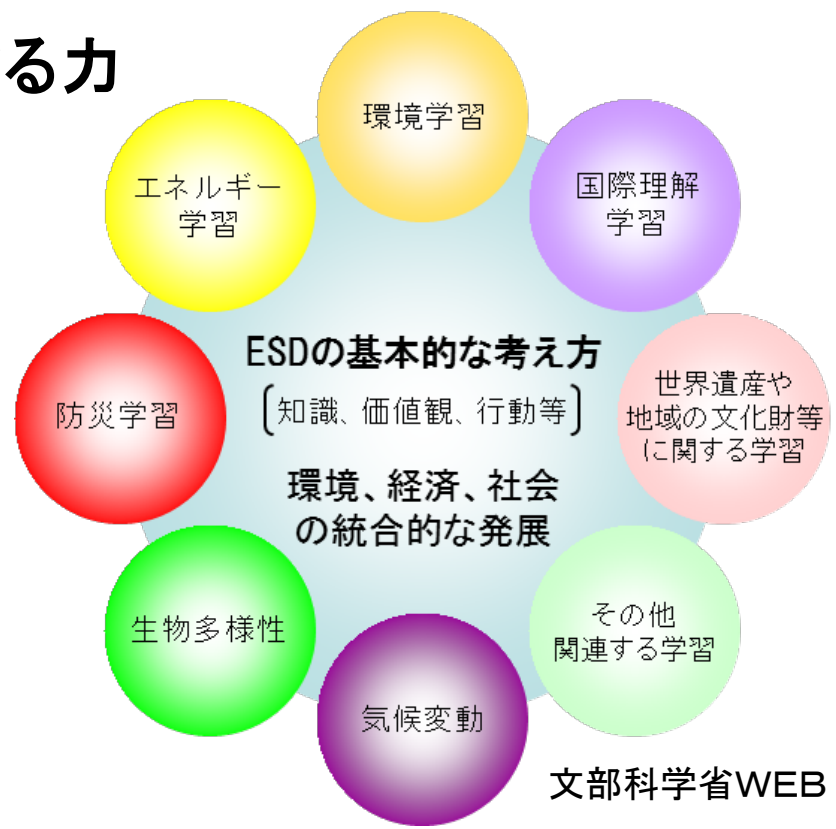 る力
環境学習
エネルギー
学習
国際理解
学習
防災学習
ESDの基本的な考え方
[知識、価値観、行動等]
環境、経済、社会
の統合的な発展
世界遺産や
地域の文化財等
に関する学習
生物多様性
その他
関連する学習
気候変動
文部科学省WEB